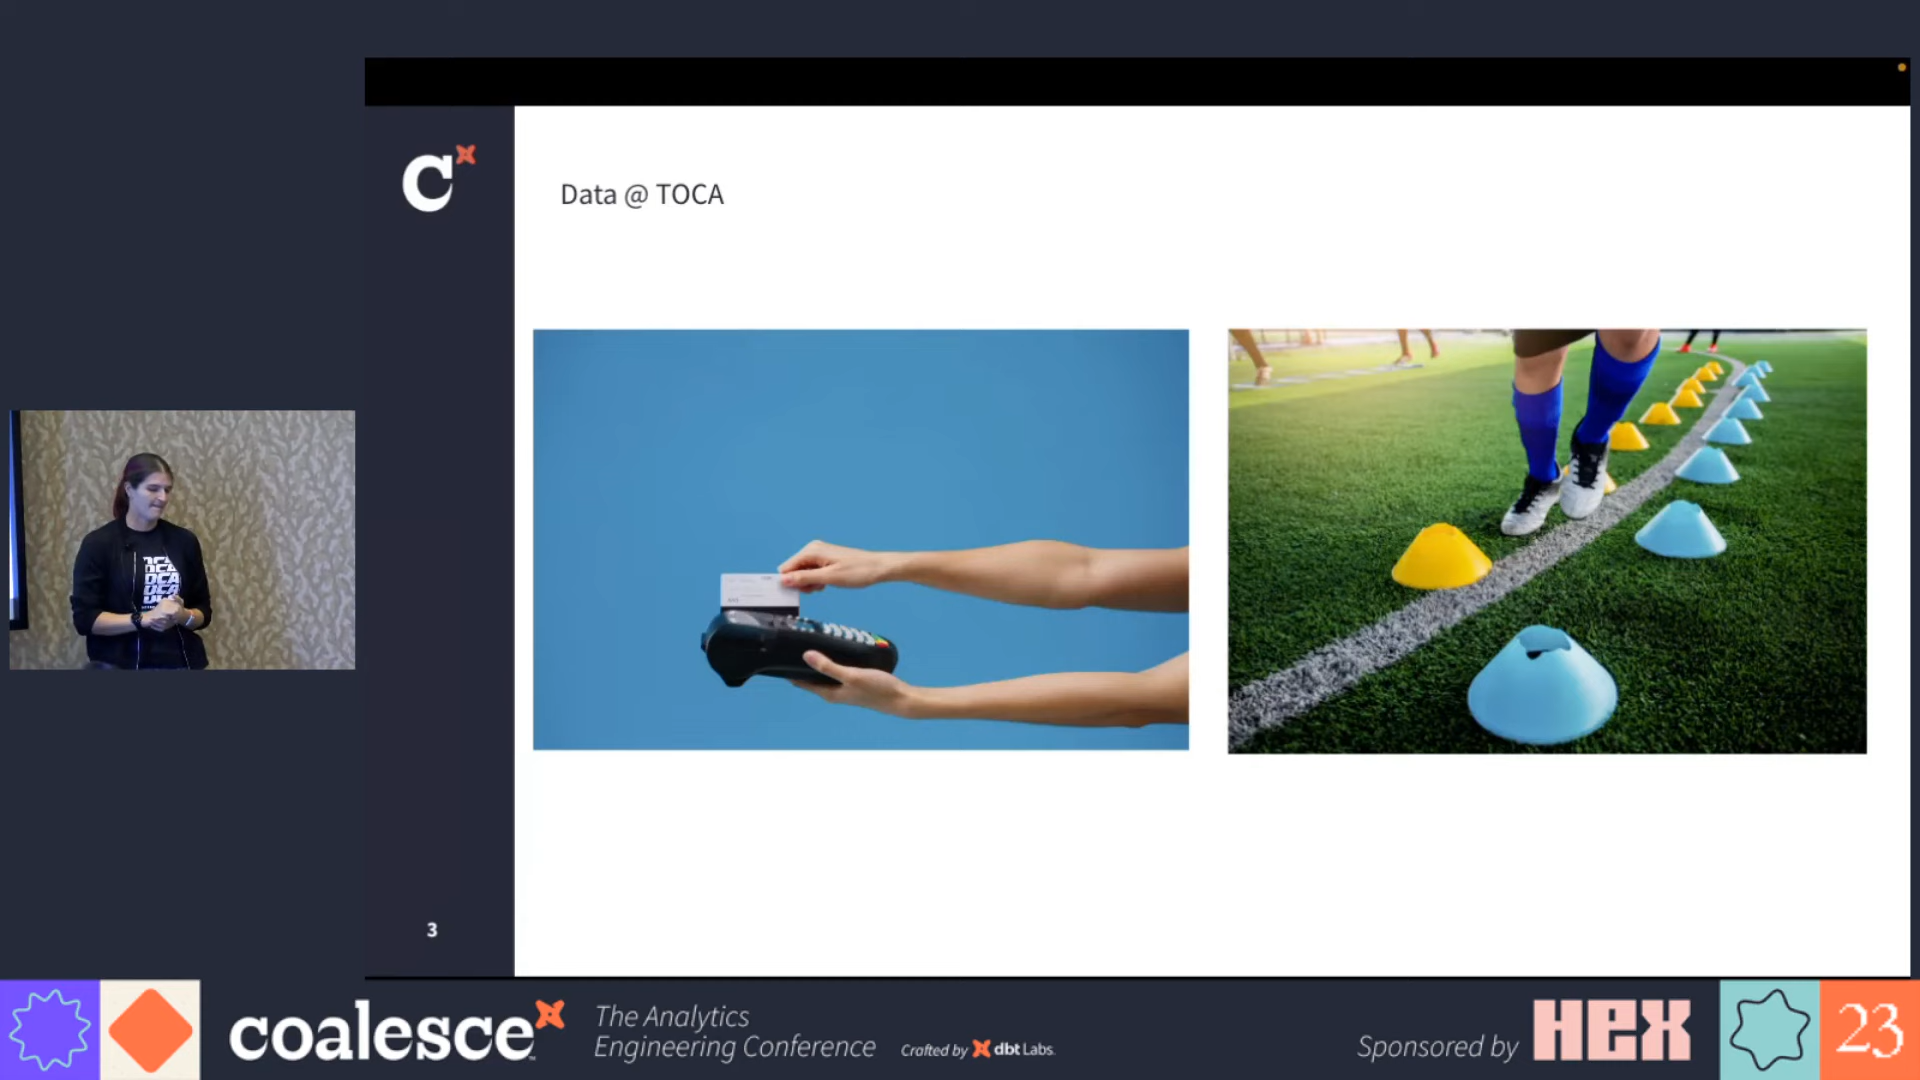 C
Data @ TOCA
3
coalesce
The Analytics
Engineering Conference
Crafted by dbt Labs
Sponsored by HEX
23